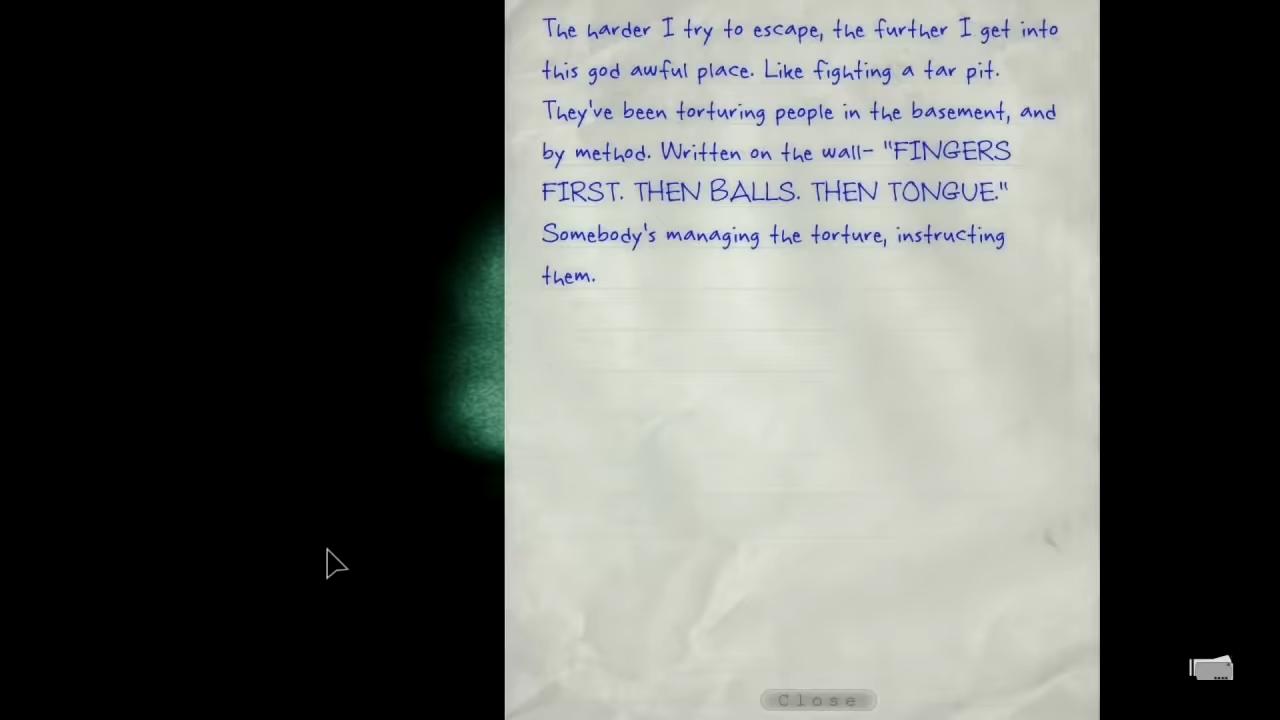 The harder I try to escape, the further I get into
this god awful place. Like fighting a tar pit.
They've been torturing people in the basement, and
by method. Written on the wall- "FINGERS
FIRST. THEN BALLS. THEN TONGUE."
Somebody's managing the torture, instructing
them.
Close